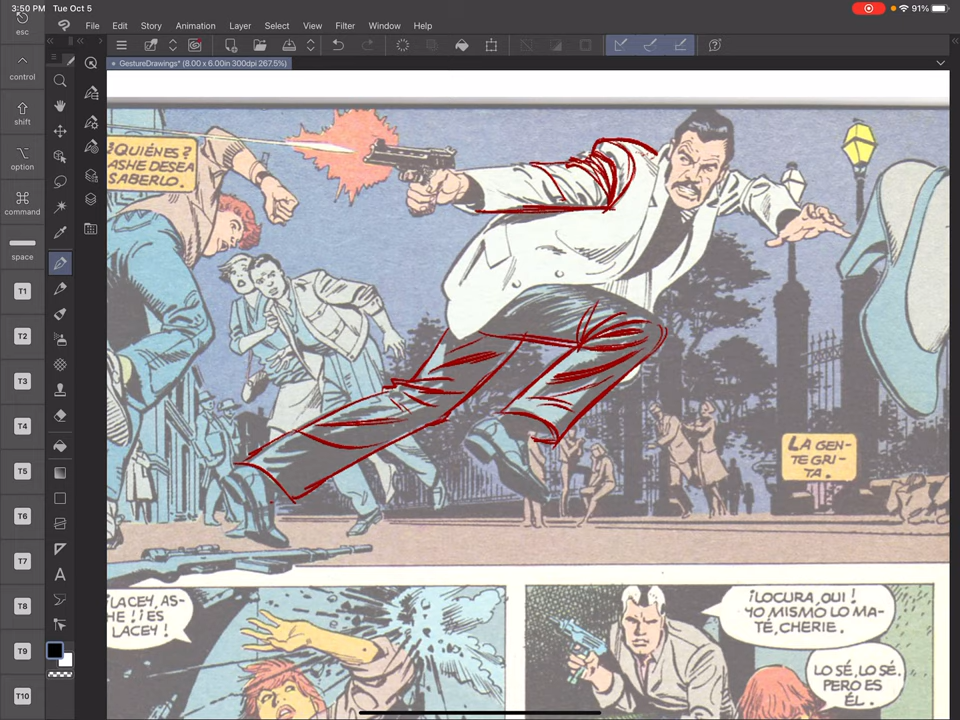 3:50 PM Tue Oct 5
91%
esc
File Edit Story Animation Layer Select View Filter Window Help
control
GestureDrawings* (8.00 x 6.00in 300dpi 267.5%)
shift
option
command
space
T1
T2
T3
T4
T5
T6
T7
T8
T9
T10
¿QUIÉNES?
ASHE DESEA
SABERLO.
LA GEN-
TE GRI-
TA.
¡LACEY, AS-
HE! ¡ES
LACEY!
¡LOCURA, QUI!
YO MISMO LO MA-
TÉ, CHERIE.
LO SÉ, LO SÉ.
PERO ES
ÉL.